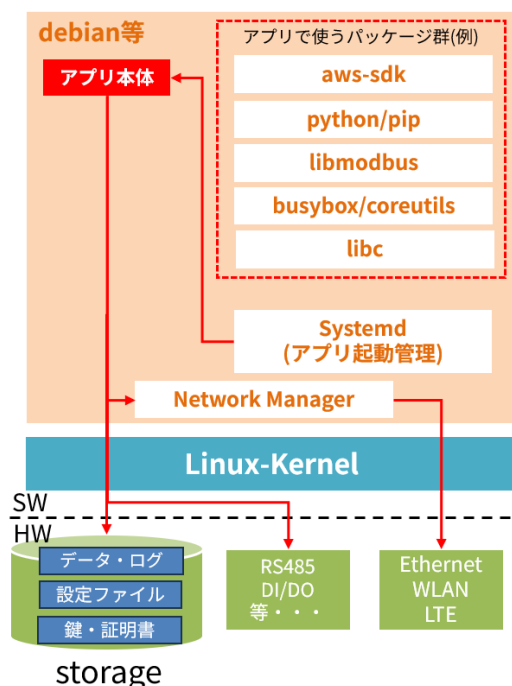 debian等
アプリで使うパッケージ群(例)
アプリ本体
aws-sdk
python/pip
libmodbus
busybox/coreutils
libc
Systemd
(アプリ起動管理)
Network Manager
Linux-Kernel
SW
HW
データ・ログ
設定ファイル
鍵・証明書
storage
RS485
DI/DO
等・・・
Ethernet
WLAN
LTE